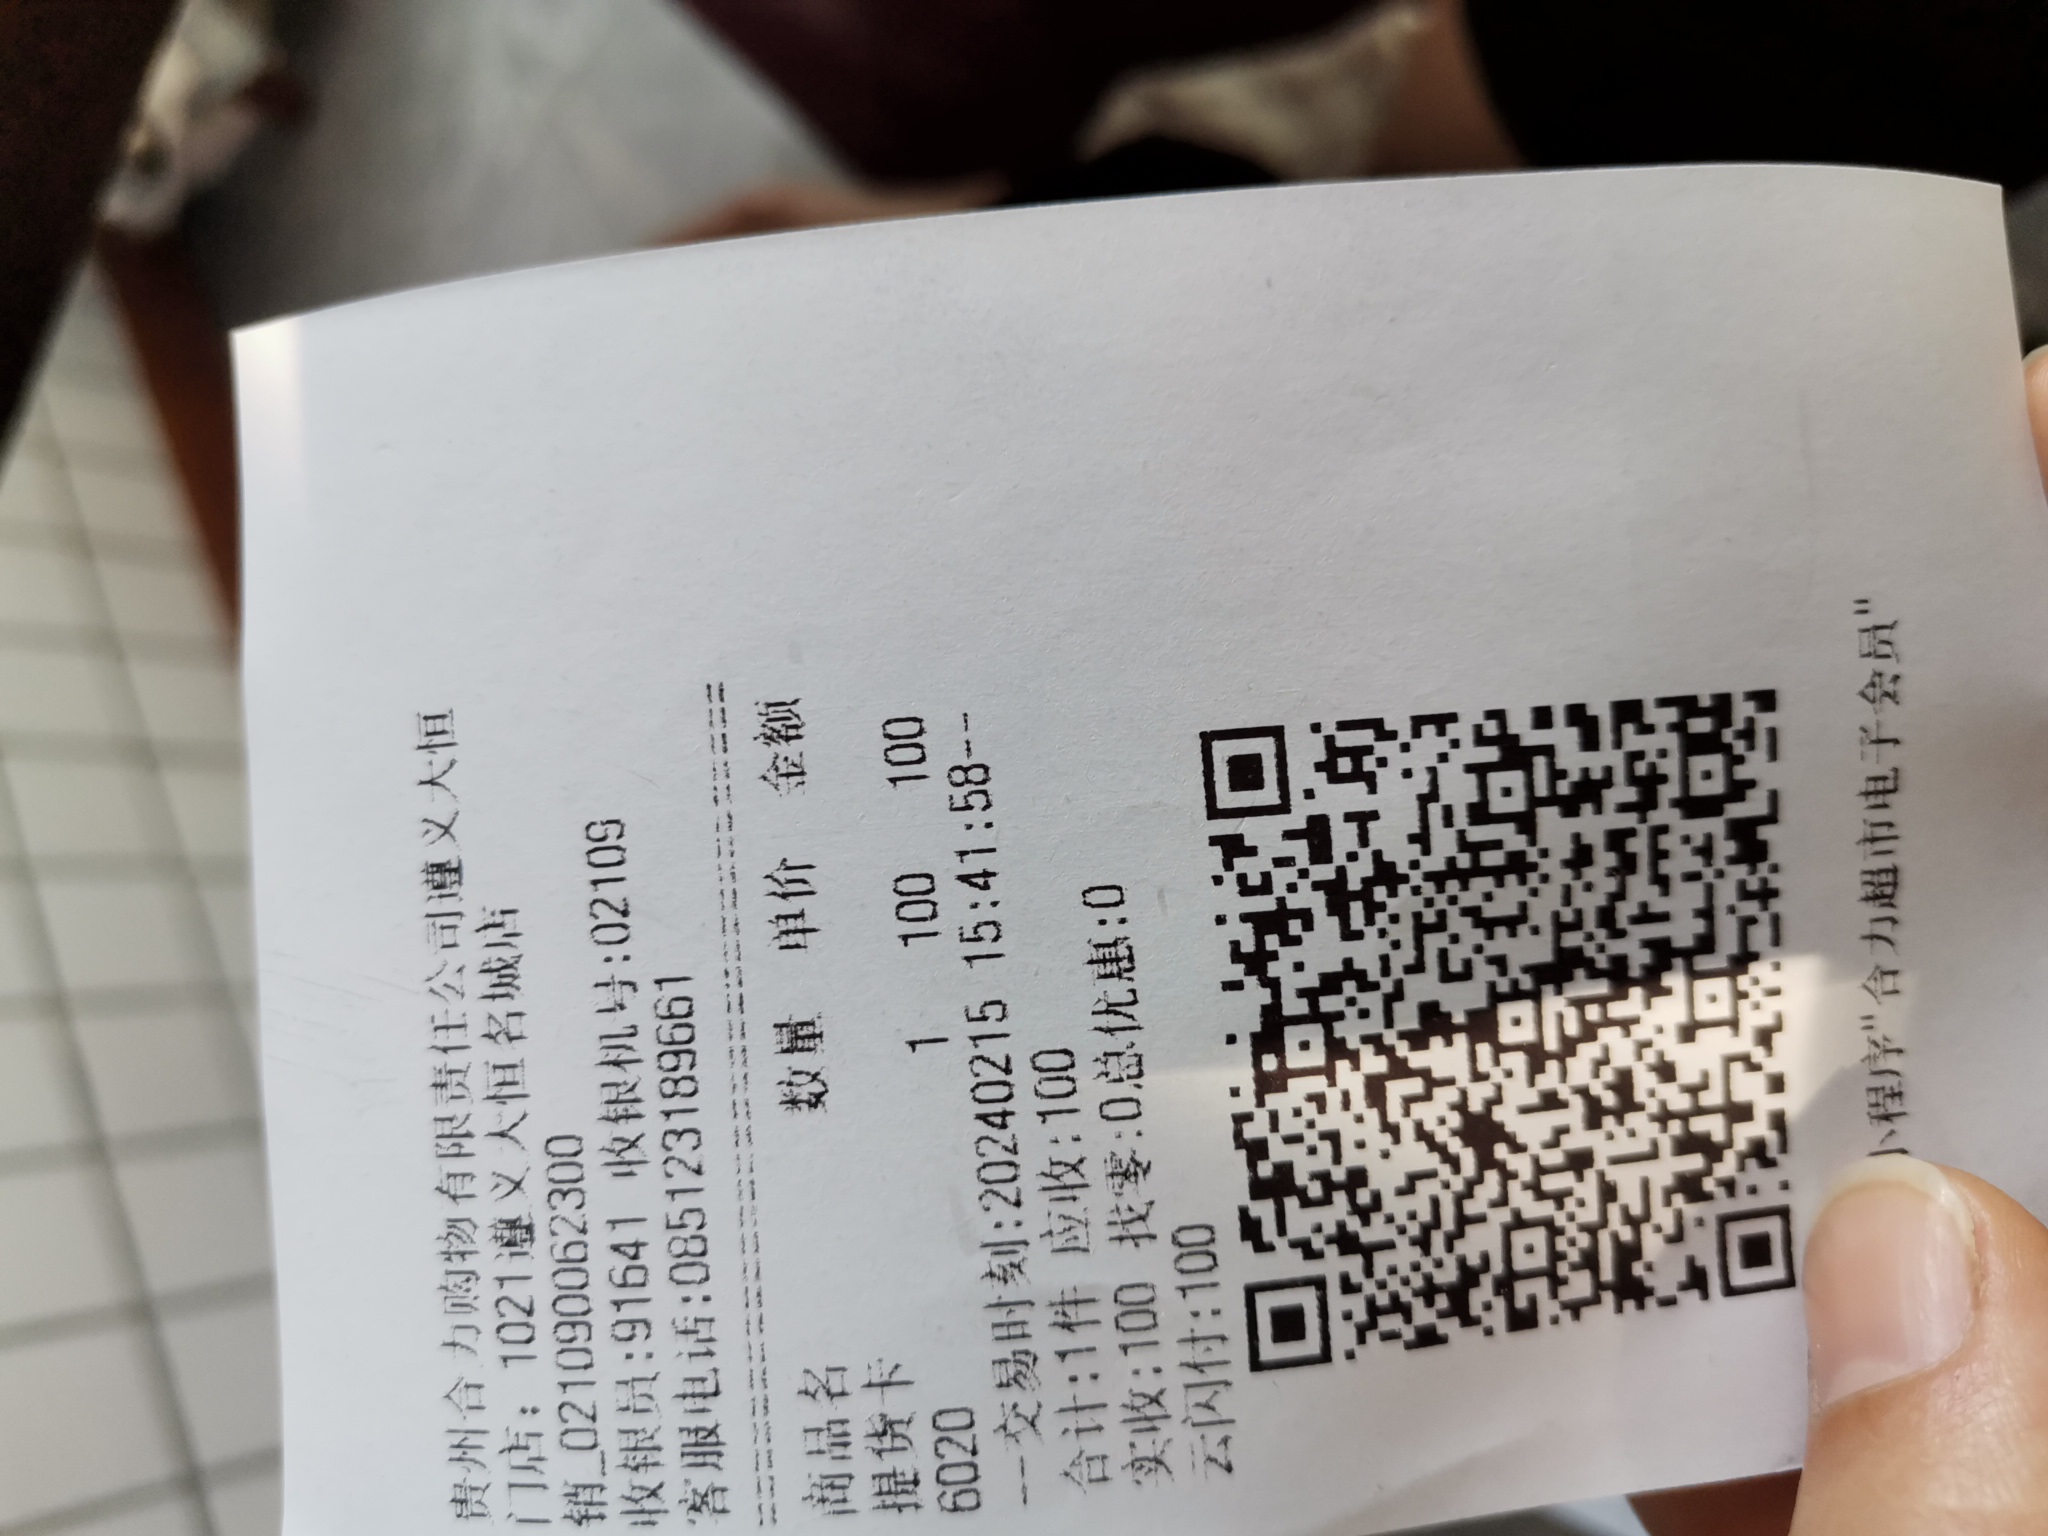 贵州合力购物有限责任公司遵义大恒
门店: 1021遵义大恒名城店
销_021090062300
收银员:91641 收银机号:02109
客服电话:085123189661
商品名 数量 单价 金额
提货卡
6020 1 100 100
--交易时刻:20240215 15:41:58--
合计:1件 应收:100
实收:100 找零:0总优惠:0
云闪付:100
小程序"合力超市电子会员"